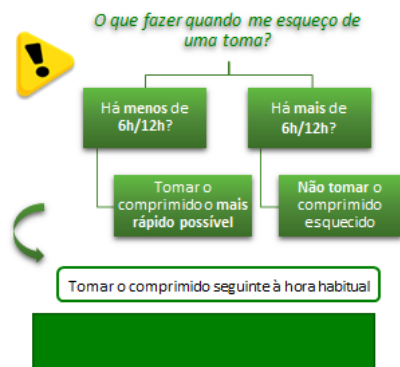 O que fazer quando me esqueço de
uma toma?
Há menos de
6h/12h?
Há mais de
6h/12h?
Tomar o
comprimido o mais
rápido possível
Não tomar o
comprimido
esquecido
Tomar o comprimido seguinte à hora habitual